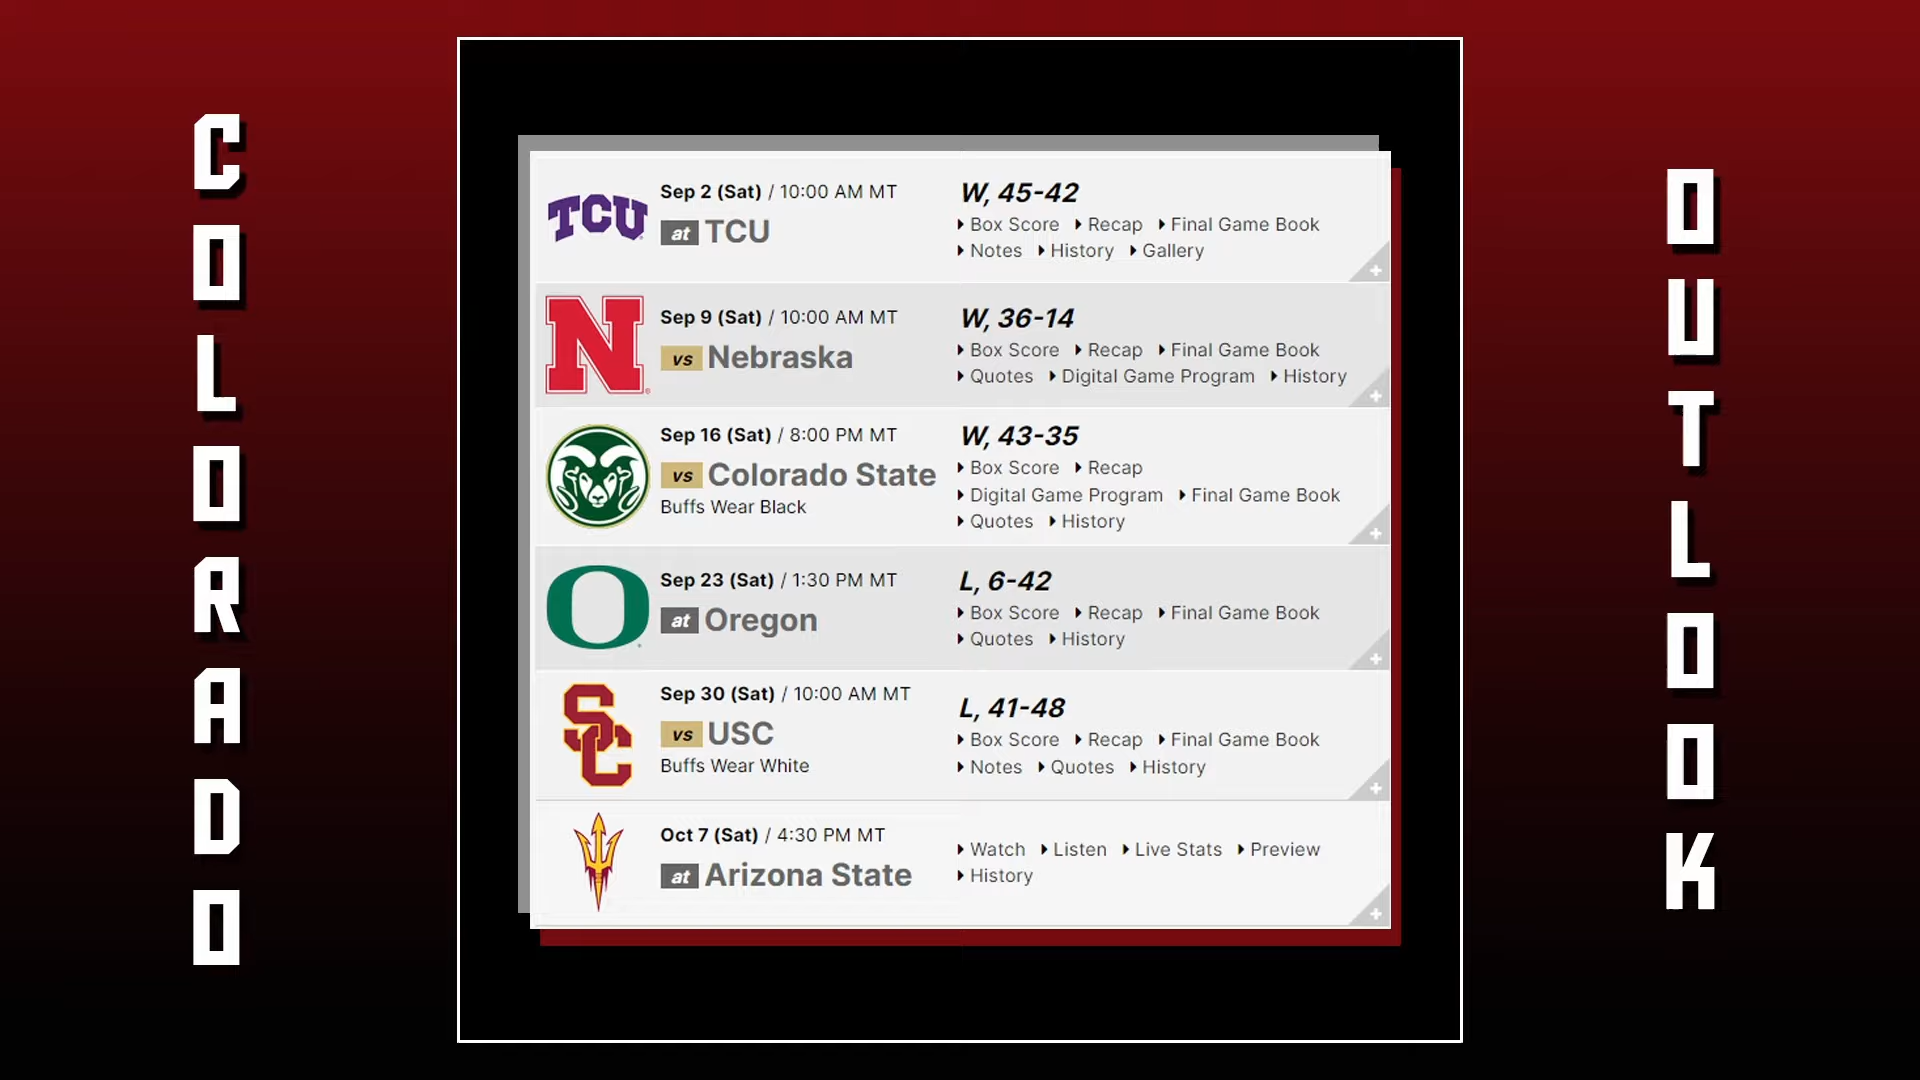 COLORADO
TCU
Sep 2 (Sat) / 10:00 AM MT
at TCU
W, 45-42
Box Score Recap Final Game Book
Notes History Gallery
N
Sep 9 (Sat) / 10:00 AM MT
vs Nebraska
W, 36-14
Box Score Recap Final Game Book
Quotes Digital Game Program History
Sep 16 (Sat) / 8:00 PM MT
vs Colorado State
Buffs Wear Black
W, 43-35
Box Score Recap
Digital Game Program Final Game Book
Quotes History
O
Sep 23 (Sat) / 1:30 PM MT
at Oregon
L, 6-42
Box Score Recap Final Game Book
Quotes History
SC
Sep 30 (Sat) / 10:00 AM MT
vs USC
Buffs Wear White
L, 41-48
Box Score Recap Final Game Book
Notes Quotes History
Oct 7 (Sat) / 4:30 PM MT
at Arizona State
Watch Listen Live Stats Preview
History
OUTLOOK